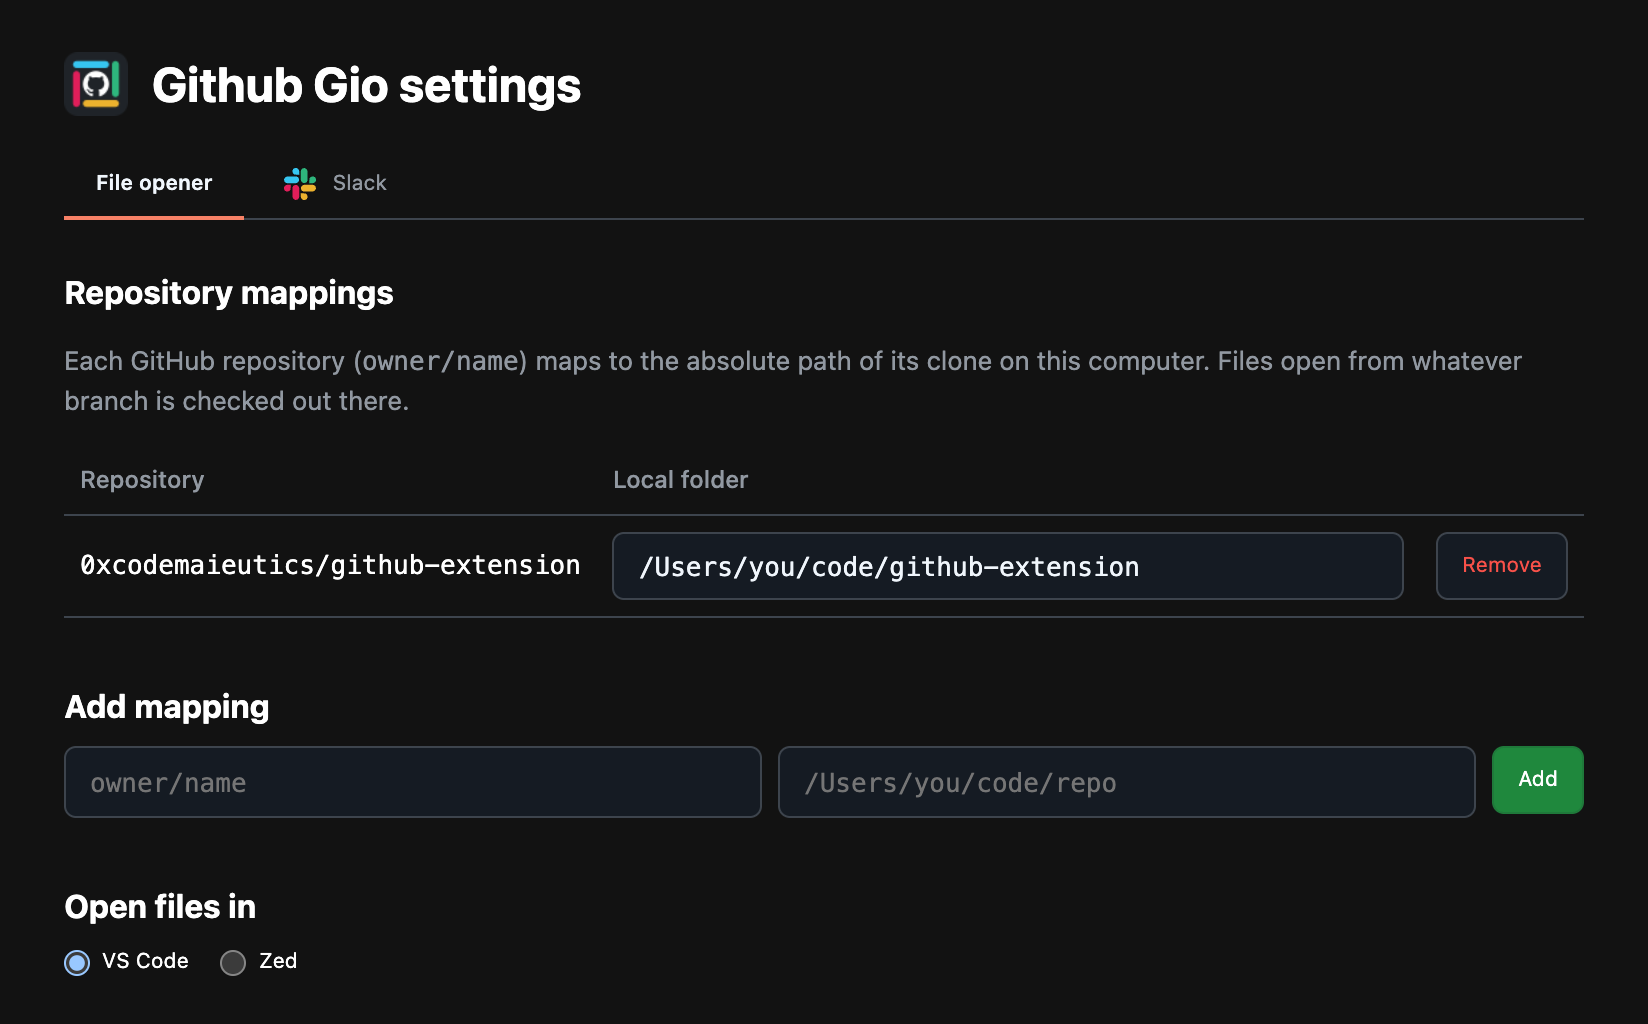 Github Gio settings
File opener
Slack
Repository mappings
Each GitHub repository (owner/name) maps to the absolute path of its clone on this computer. Files open from whatever
branch is checked out there.
Repository
Local folder
0xcodemaieutics/github-extension
/Users/you/code/github-extension
Remove
Add mapping
owner/name
/Users/you/code/repo
Add
Open files in
VS Code
Zed